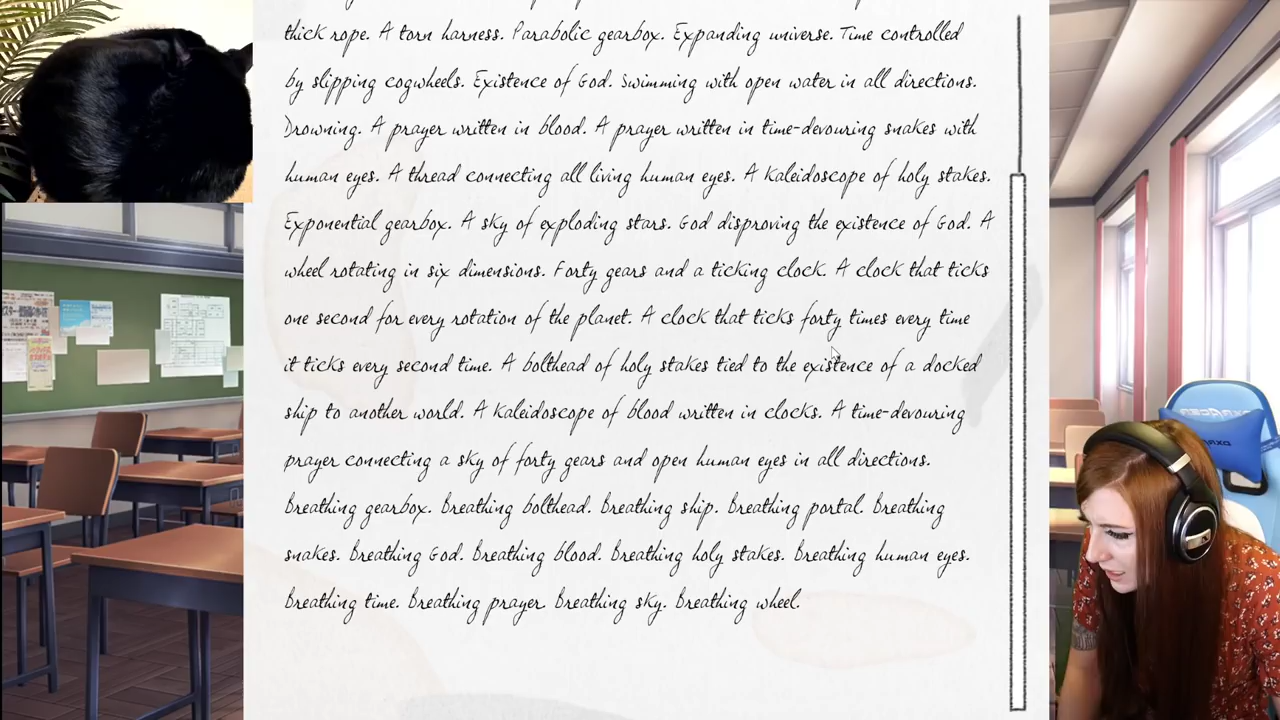 thick rope. A torn harness. Parabolic gearbox. Expanding universe. Time controlled
by slipping cogwheels. Existence of God. Swimming with open water in all directions.
Drowning. A prayer written in blood. A prayer written in time-devouring snakes with
human eyes. A thread connecting all living human eyes. A kaleidoscope of holy stakes.
Exponential gearbox. A sky of exploding stars. God disproving the existence of God. A
wheel rotating in six dimensions. Forty gears and a ticking clock. A clock that ticks
one second for every rotation of the planet. A clock that ticks forty times every time
it ticks every second time. A bolthead of holy stakes tied to the existence of a docked
ship to another world. A kaleidoscope of blood written in clocks. A time-devouring
prayer connecting a sky of forty gears and open human eyes in all directions.
Breathing gearbox. Breathing bolthead. Breathing ship. Breathing portal. Breathing
snakes. Breathing God. Breathing blood. Breathing holy stakes. Breathing human eyes.
Breathing time. Breathing prayer. Breathing sky. Breathing wheel.